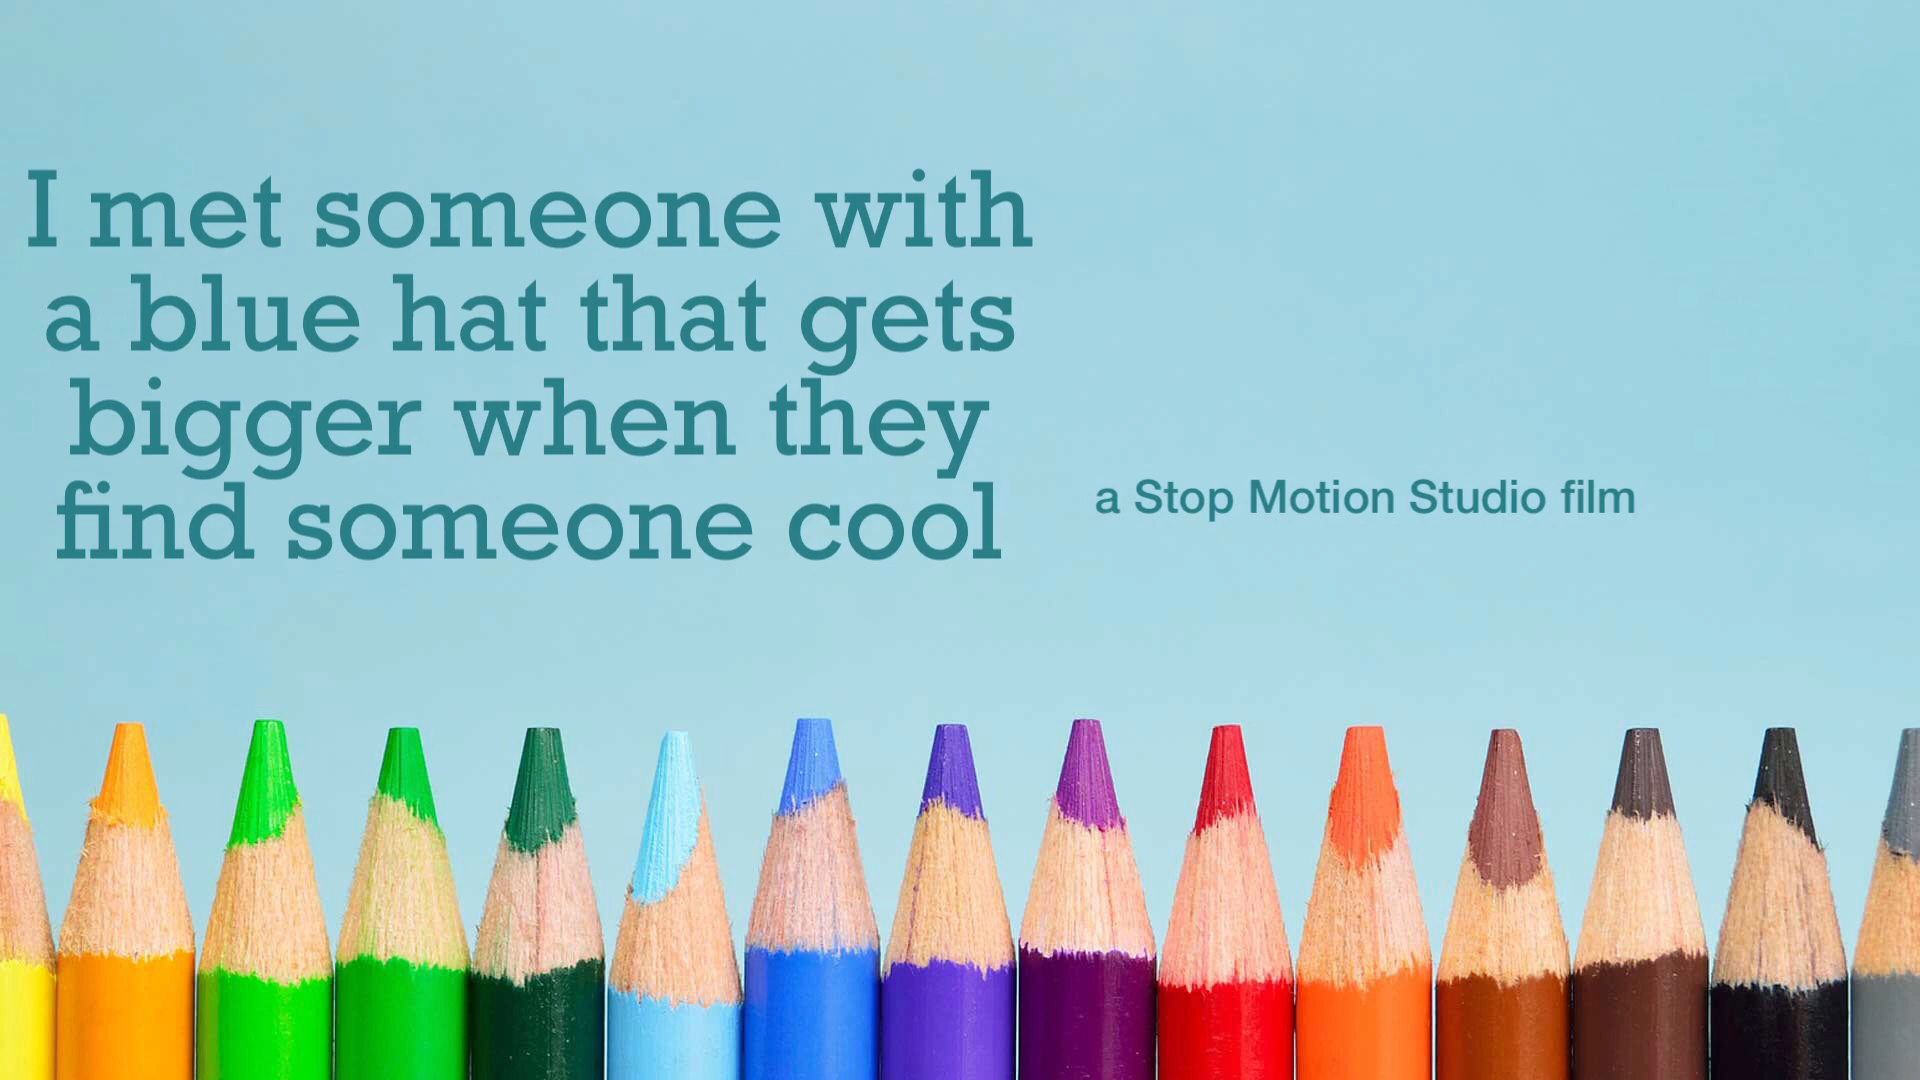 I met someone with
a blue hat that gets
bigger when they
find someone cool
a Stop Motion Studio film